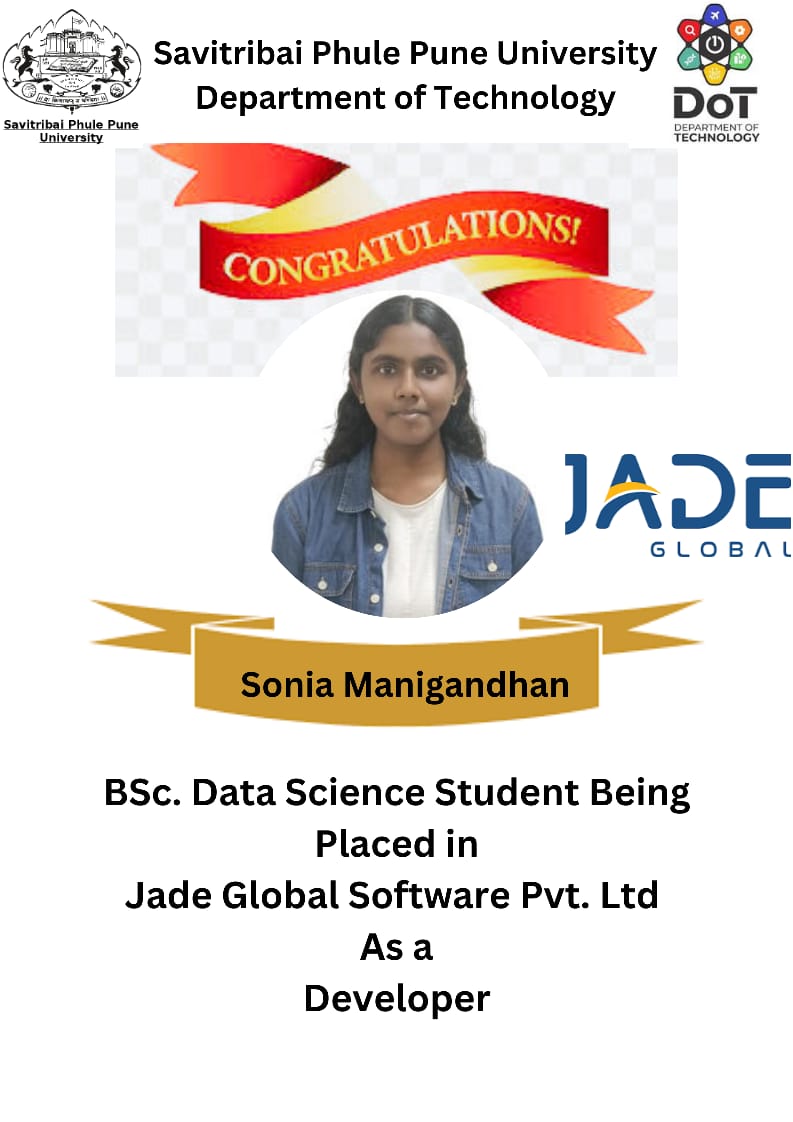 Savitribai Phule Pune University
Department of Technology
Savitribai Phule Pune
University
DoT
DEPARTMENT OF
TECHNOLOGY
CONGRATULATIONS!
JADE
GLOBAL
Sonia Manigandhan
BSc. Data Science Student Being
Placed in
Jade Global Software Pvt. Ltd
As a
Developer